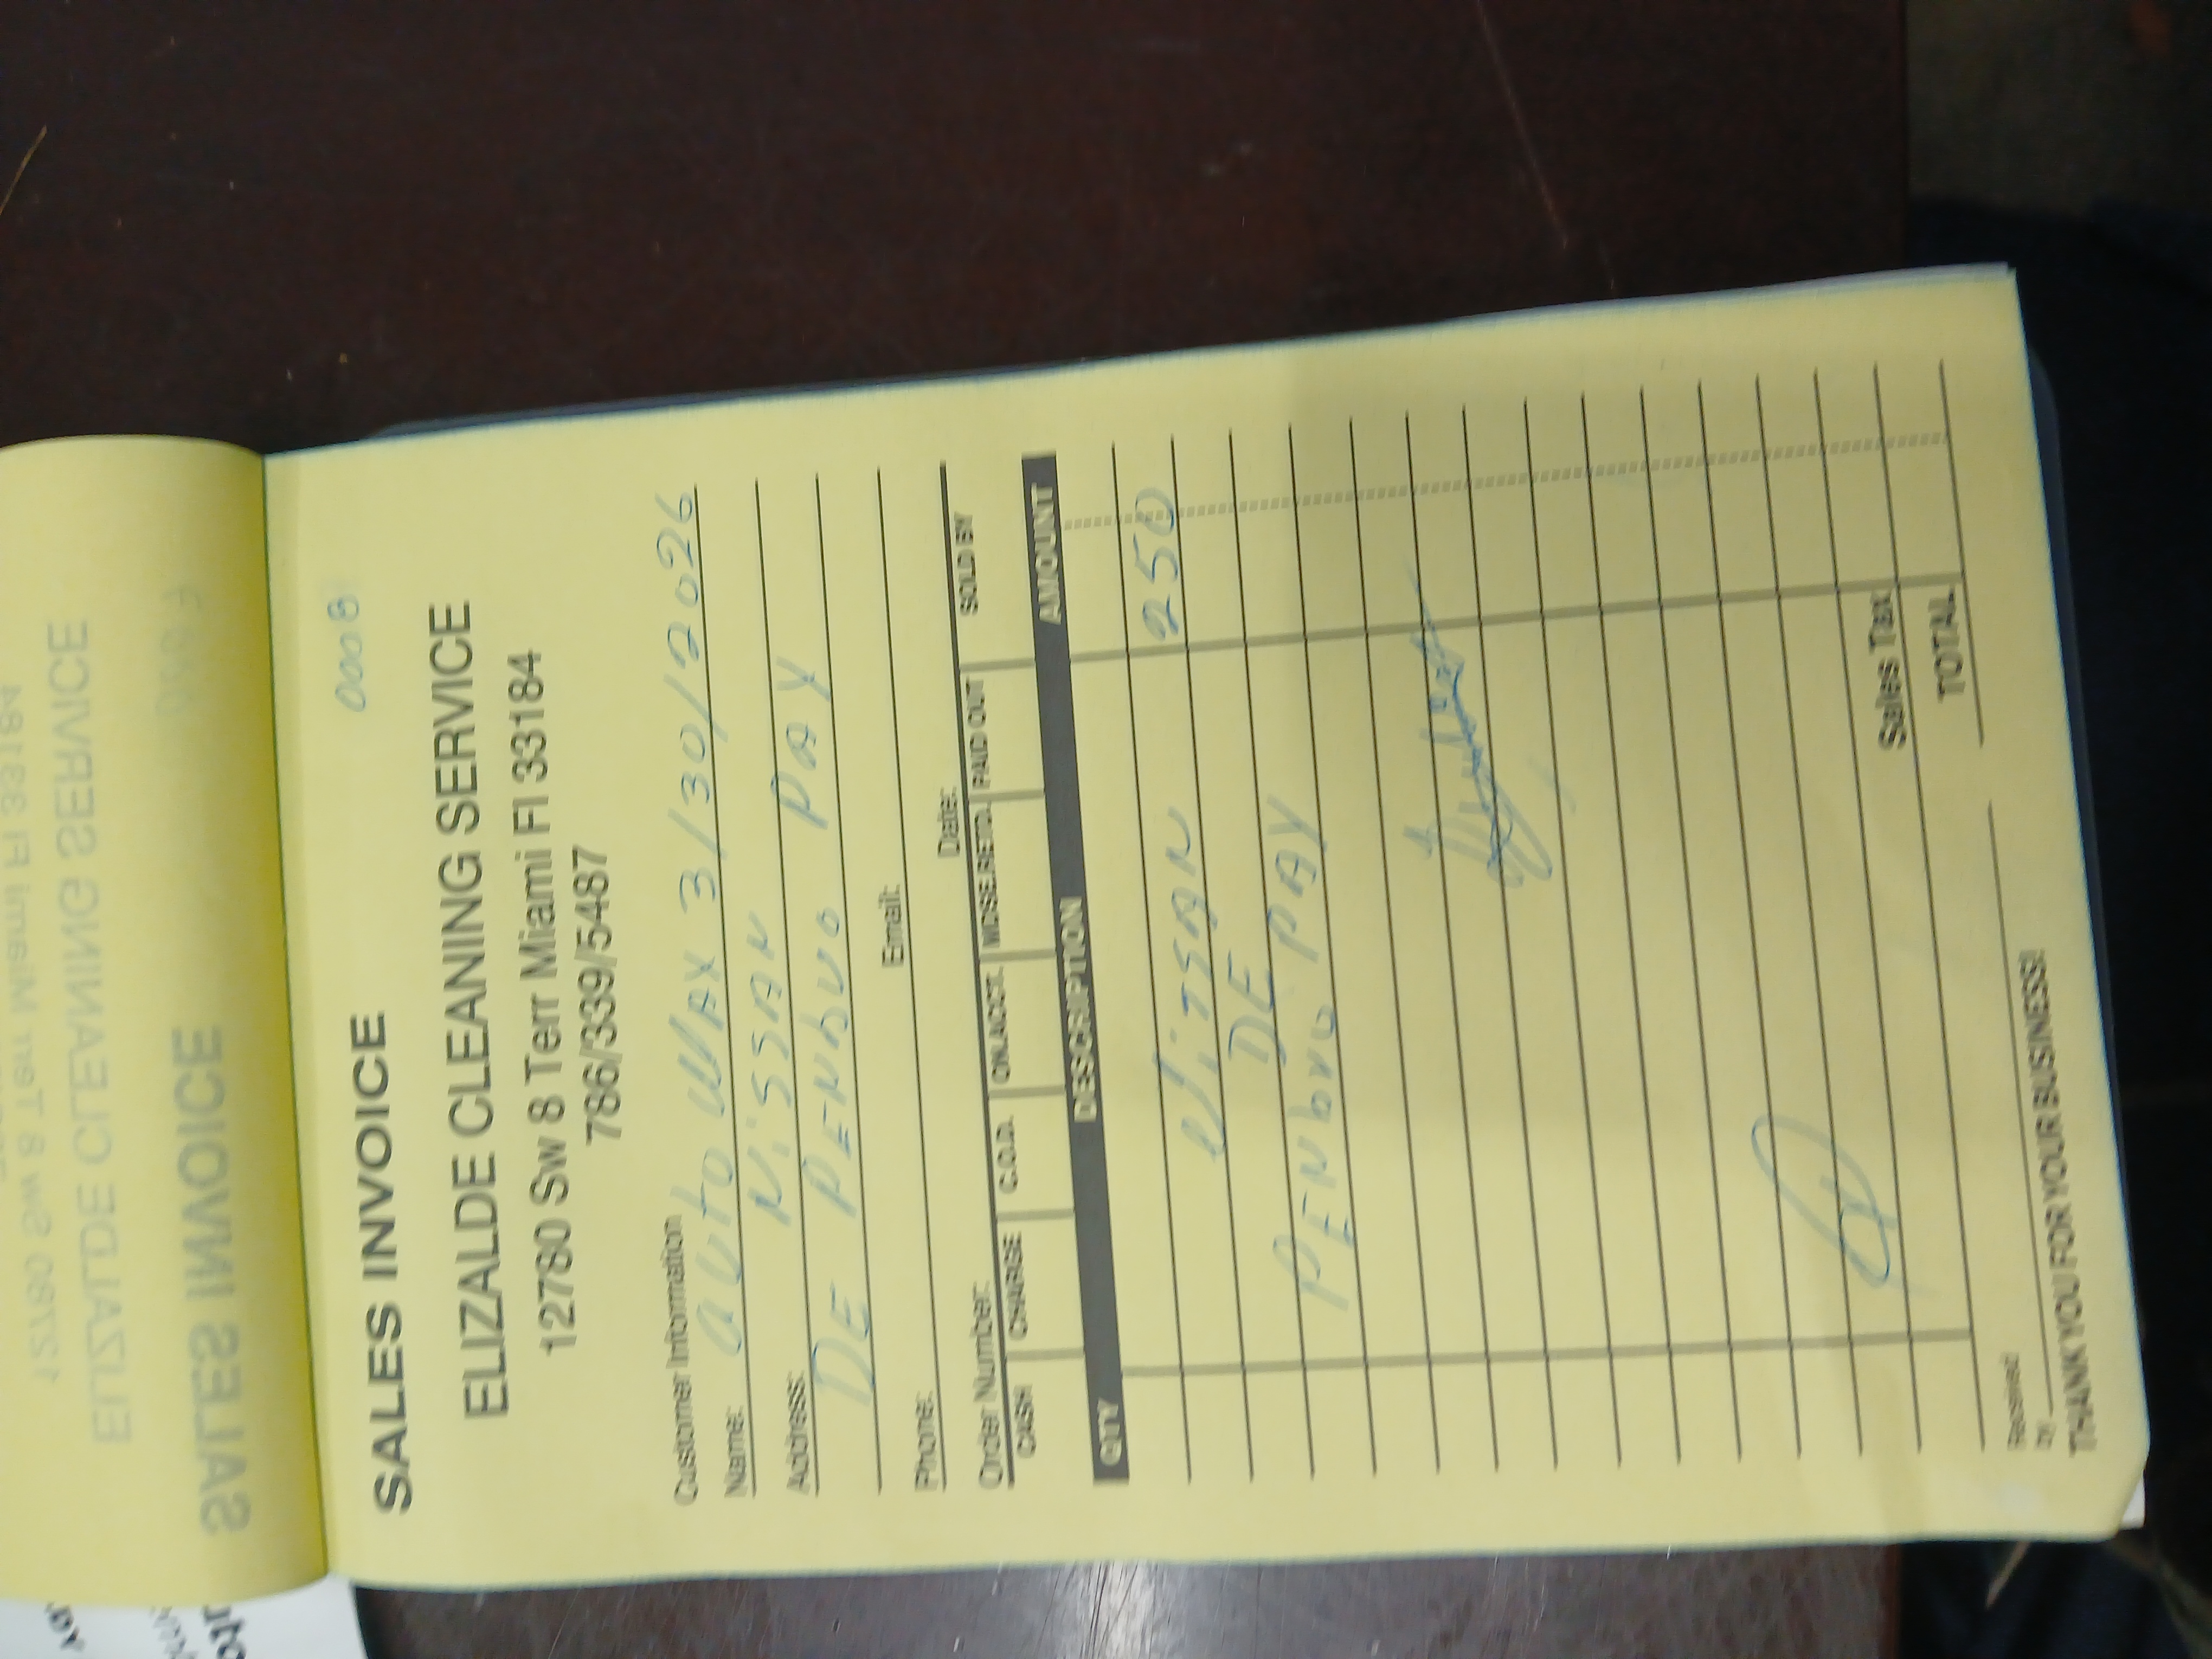 0008
SALES INVOICE
ELIZALDE CLEANING SERVICE
12780 Sw 8 Terr Miami Fl 33184
786/339/5487
Customer Information
Name: auto WAX 3/30/2026
Address: NissAN
DE PENbvo PAY
Phone: Email:
Order Number: Date:
CASH CHARGE C.O.D. ON ACCT. MDSE. RETD. PAID OUT SOLD BY
QTY DESCRIPTION AMOUNT
NissAN 250
DE
PENbvo PAY
Sales Tax
TOTAL
Received
by
THANK YOU FOR YOUR BUSINESS!
SALES INVOICE
ELIZALDE CLEANING SERVICE
12780 Sw 8 Terr Miami Fl 33184